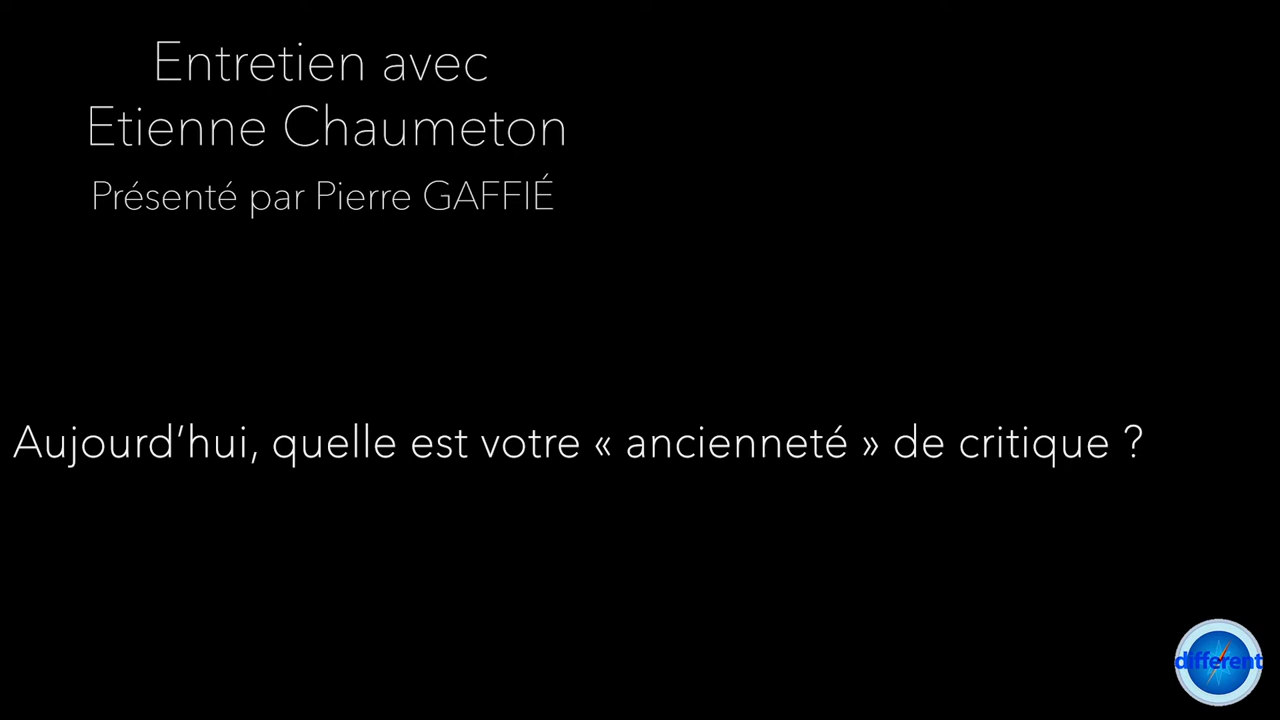 Entretien avec
Etienne Chaumeton
Présenté par Pierre GAFFIÉ
Aujourd’hui, quelle est votre « ancienneté » de critique ?
different